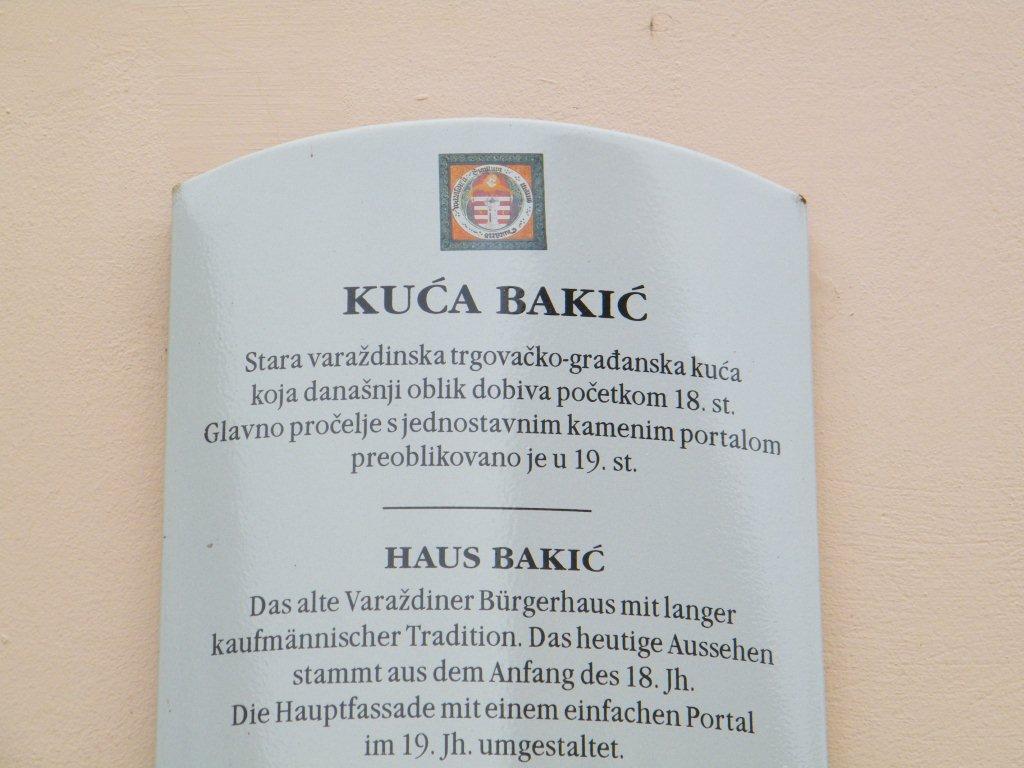 KUĆA BAKIĆ
Stara varaždinska trgovačko-građanska kuća
koja današnji oblik dobiva početkom 18. st.
Glavno pročelje s jednostavnim kamenim portalom
preoblikovano je u 19. st.
HAUS BAKIĆ
Das alte Varaždiner Bürgerhaus mit langer
kaufmännischer Tradition. Das heutige Aussehen
stammt aus dem Anfang des 18. Jh.
Die Hauptfassade mit einem einfachen Portal
im 19. Jh. umgestaltet.